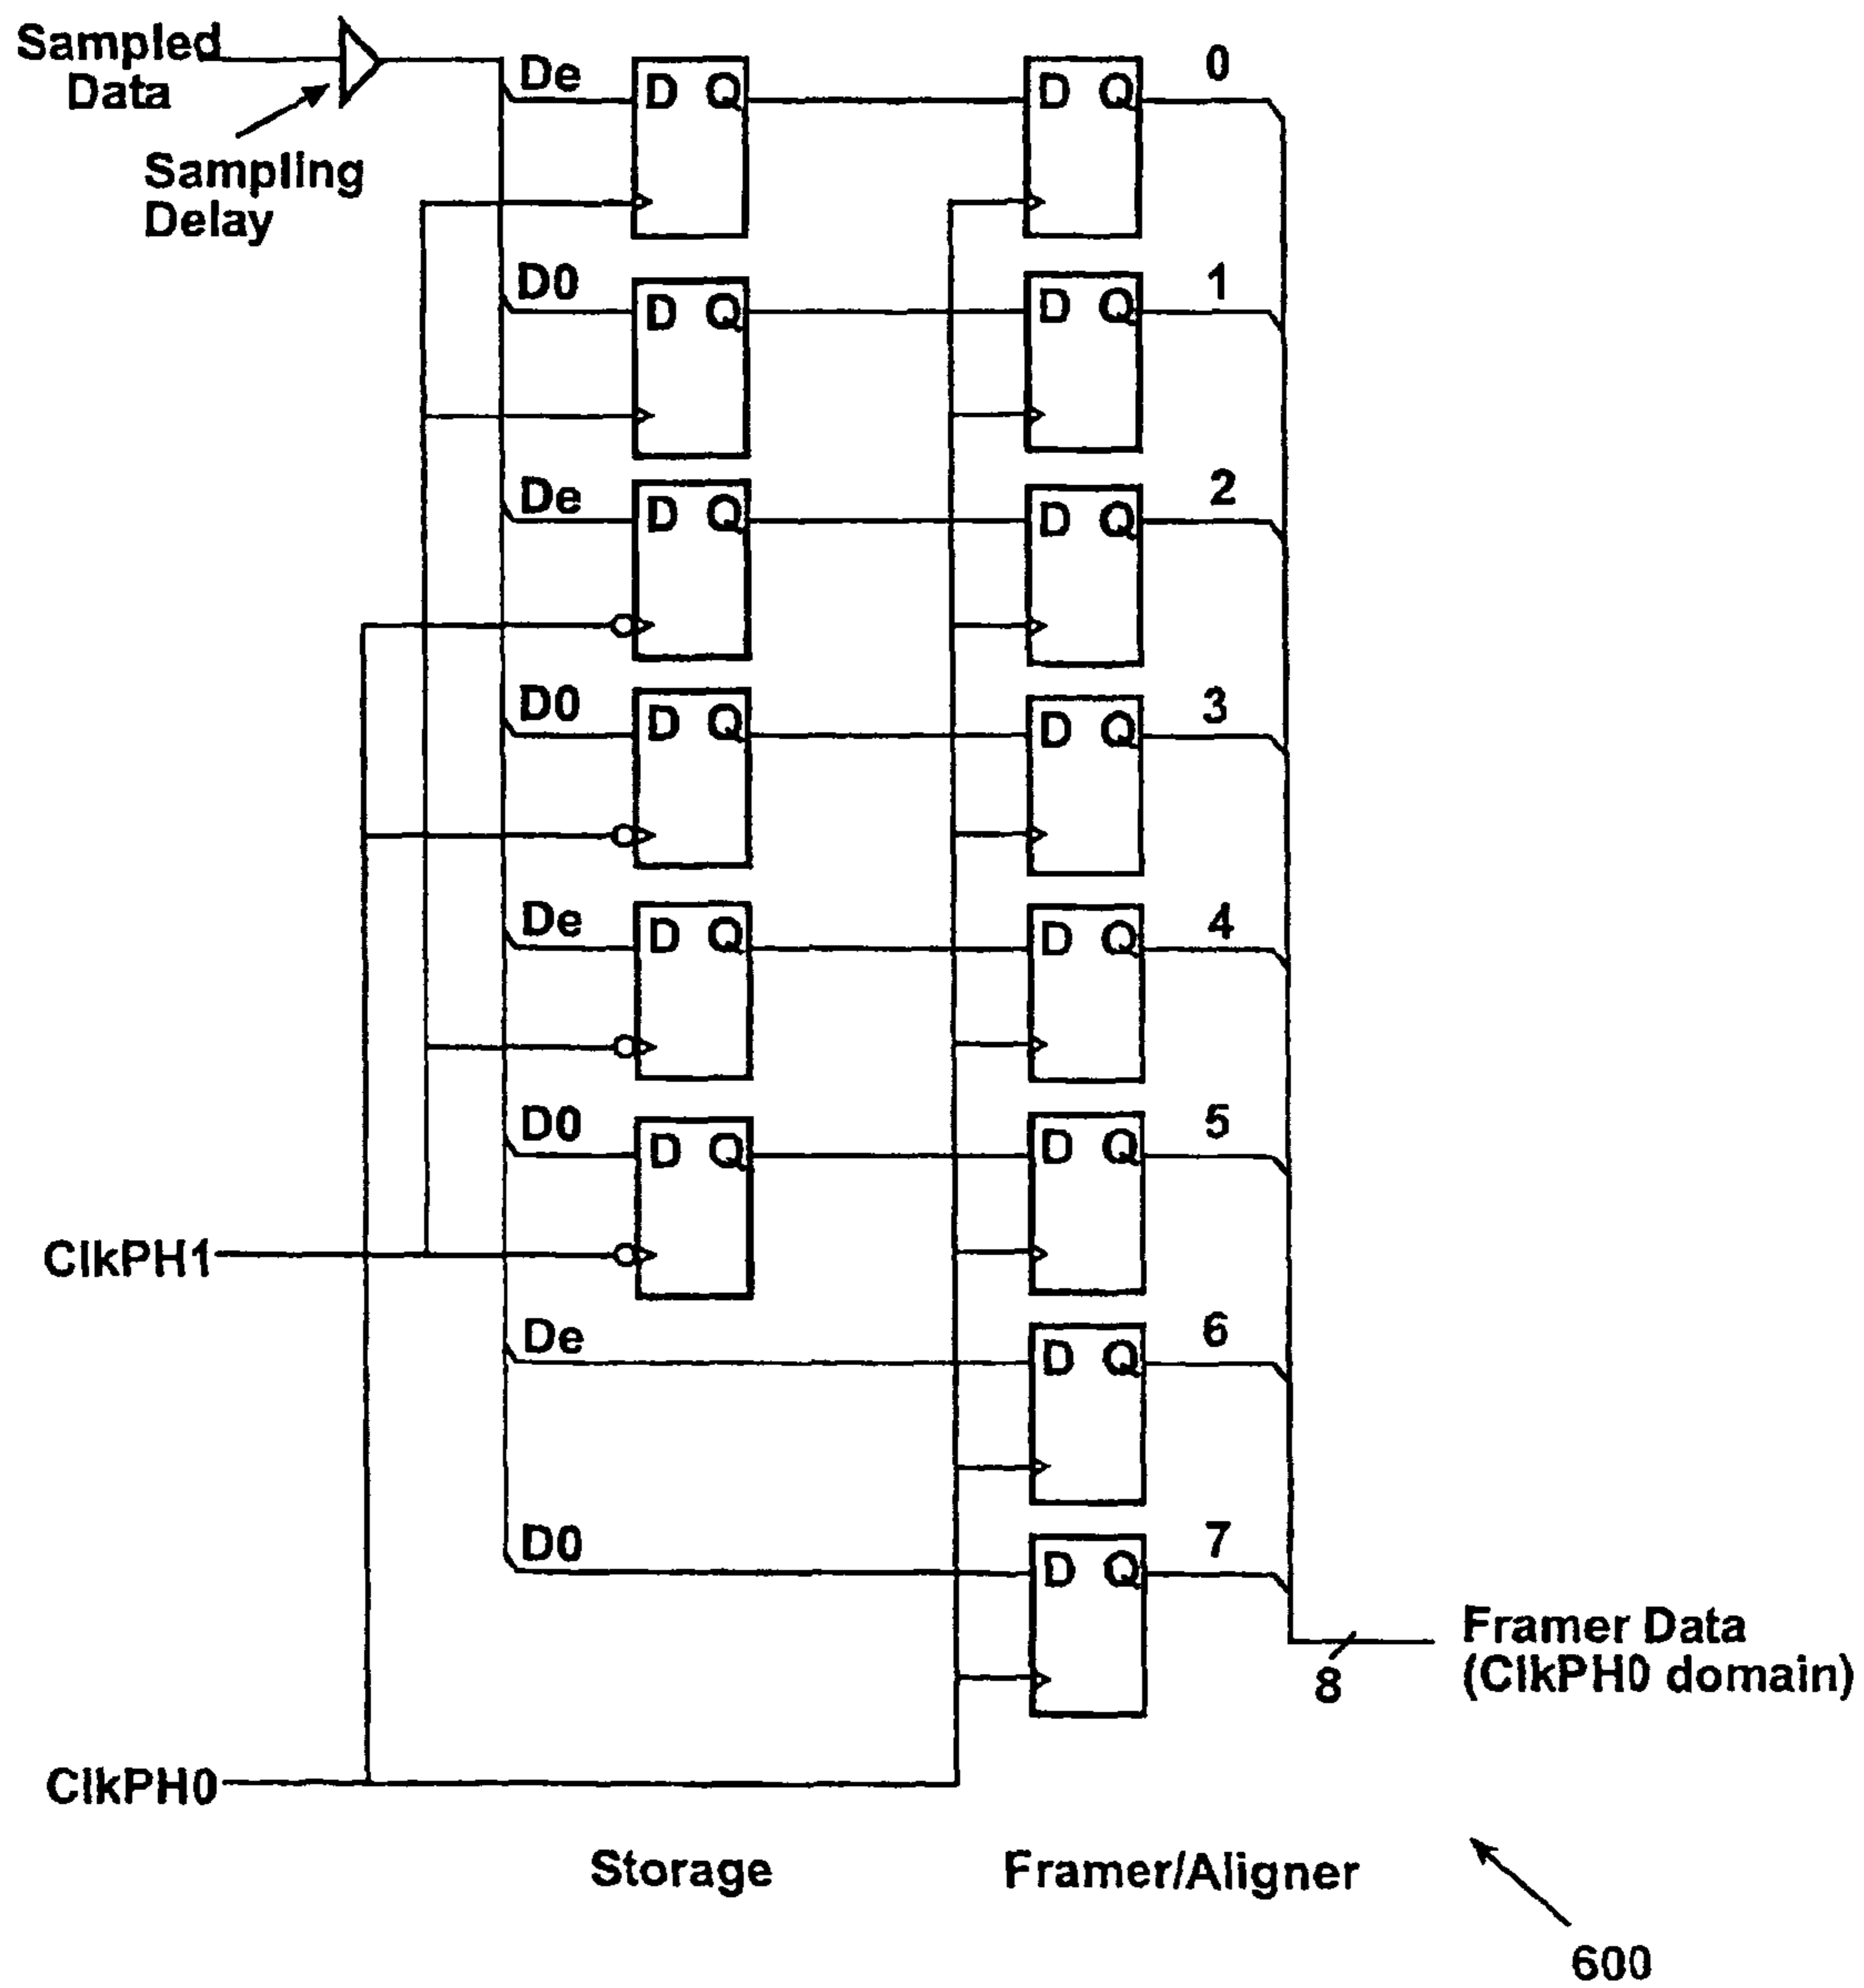 Sampled
Data
Sampling
Delay
De
D Q
D Q
0
D0
D Q
D Q
1
De
D Q
D Q
2
D0
D Q
D Q
3
De
D Q
D Q
4
D0
D Q
D Q
5
ClkPH1
De
D Q
6
D0
D Q
7
Framer Data
(ClkPH0 domain)
8
ClkPH0
Storage
Framer/Aligner
600